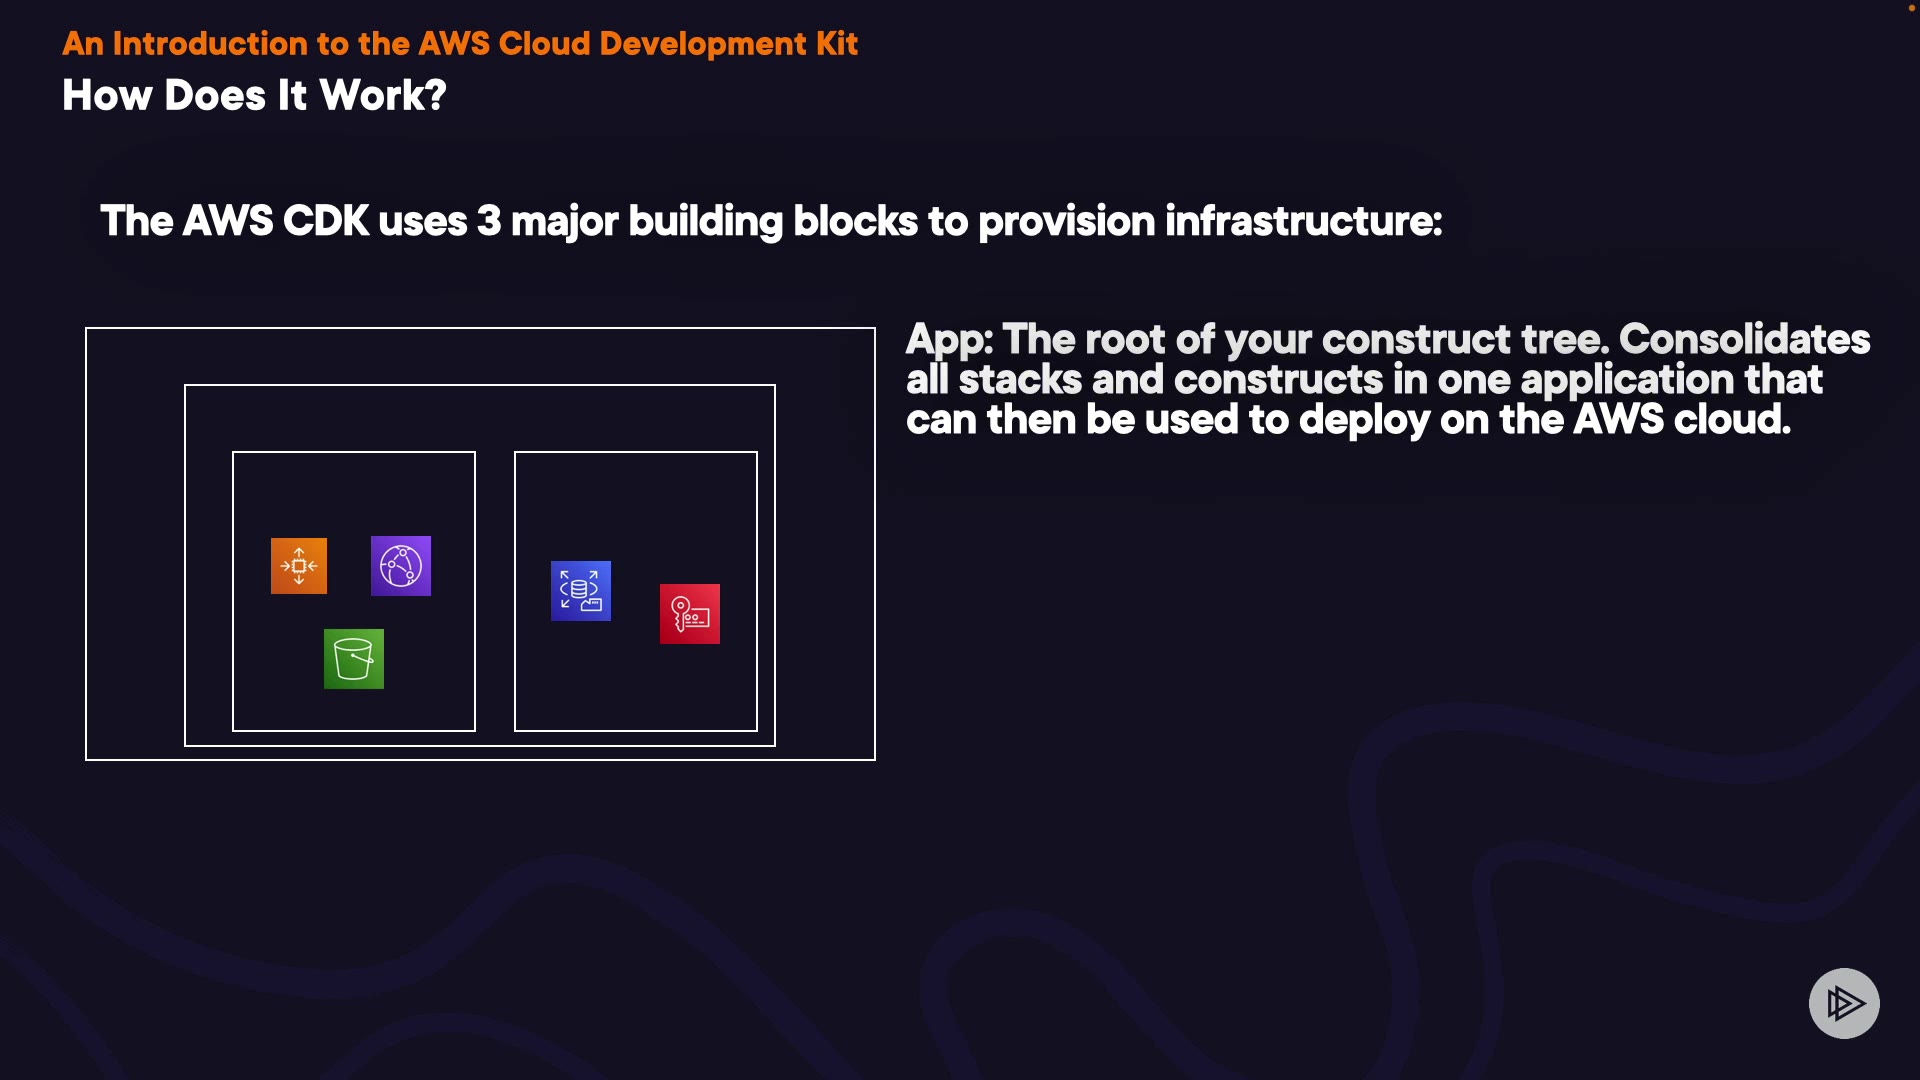 An Introduction to the AWS Cloud Development Kit
How Does It Work?
The AWS CDK uses 3 major building blocks to provision infrastructure:
App: The root of your construct tree. Consolidates
all stacks and constructs in one application that
can then be used to deploy on the AWS cloud.